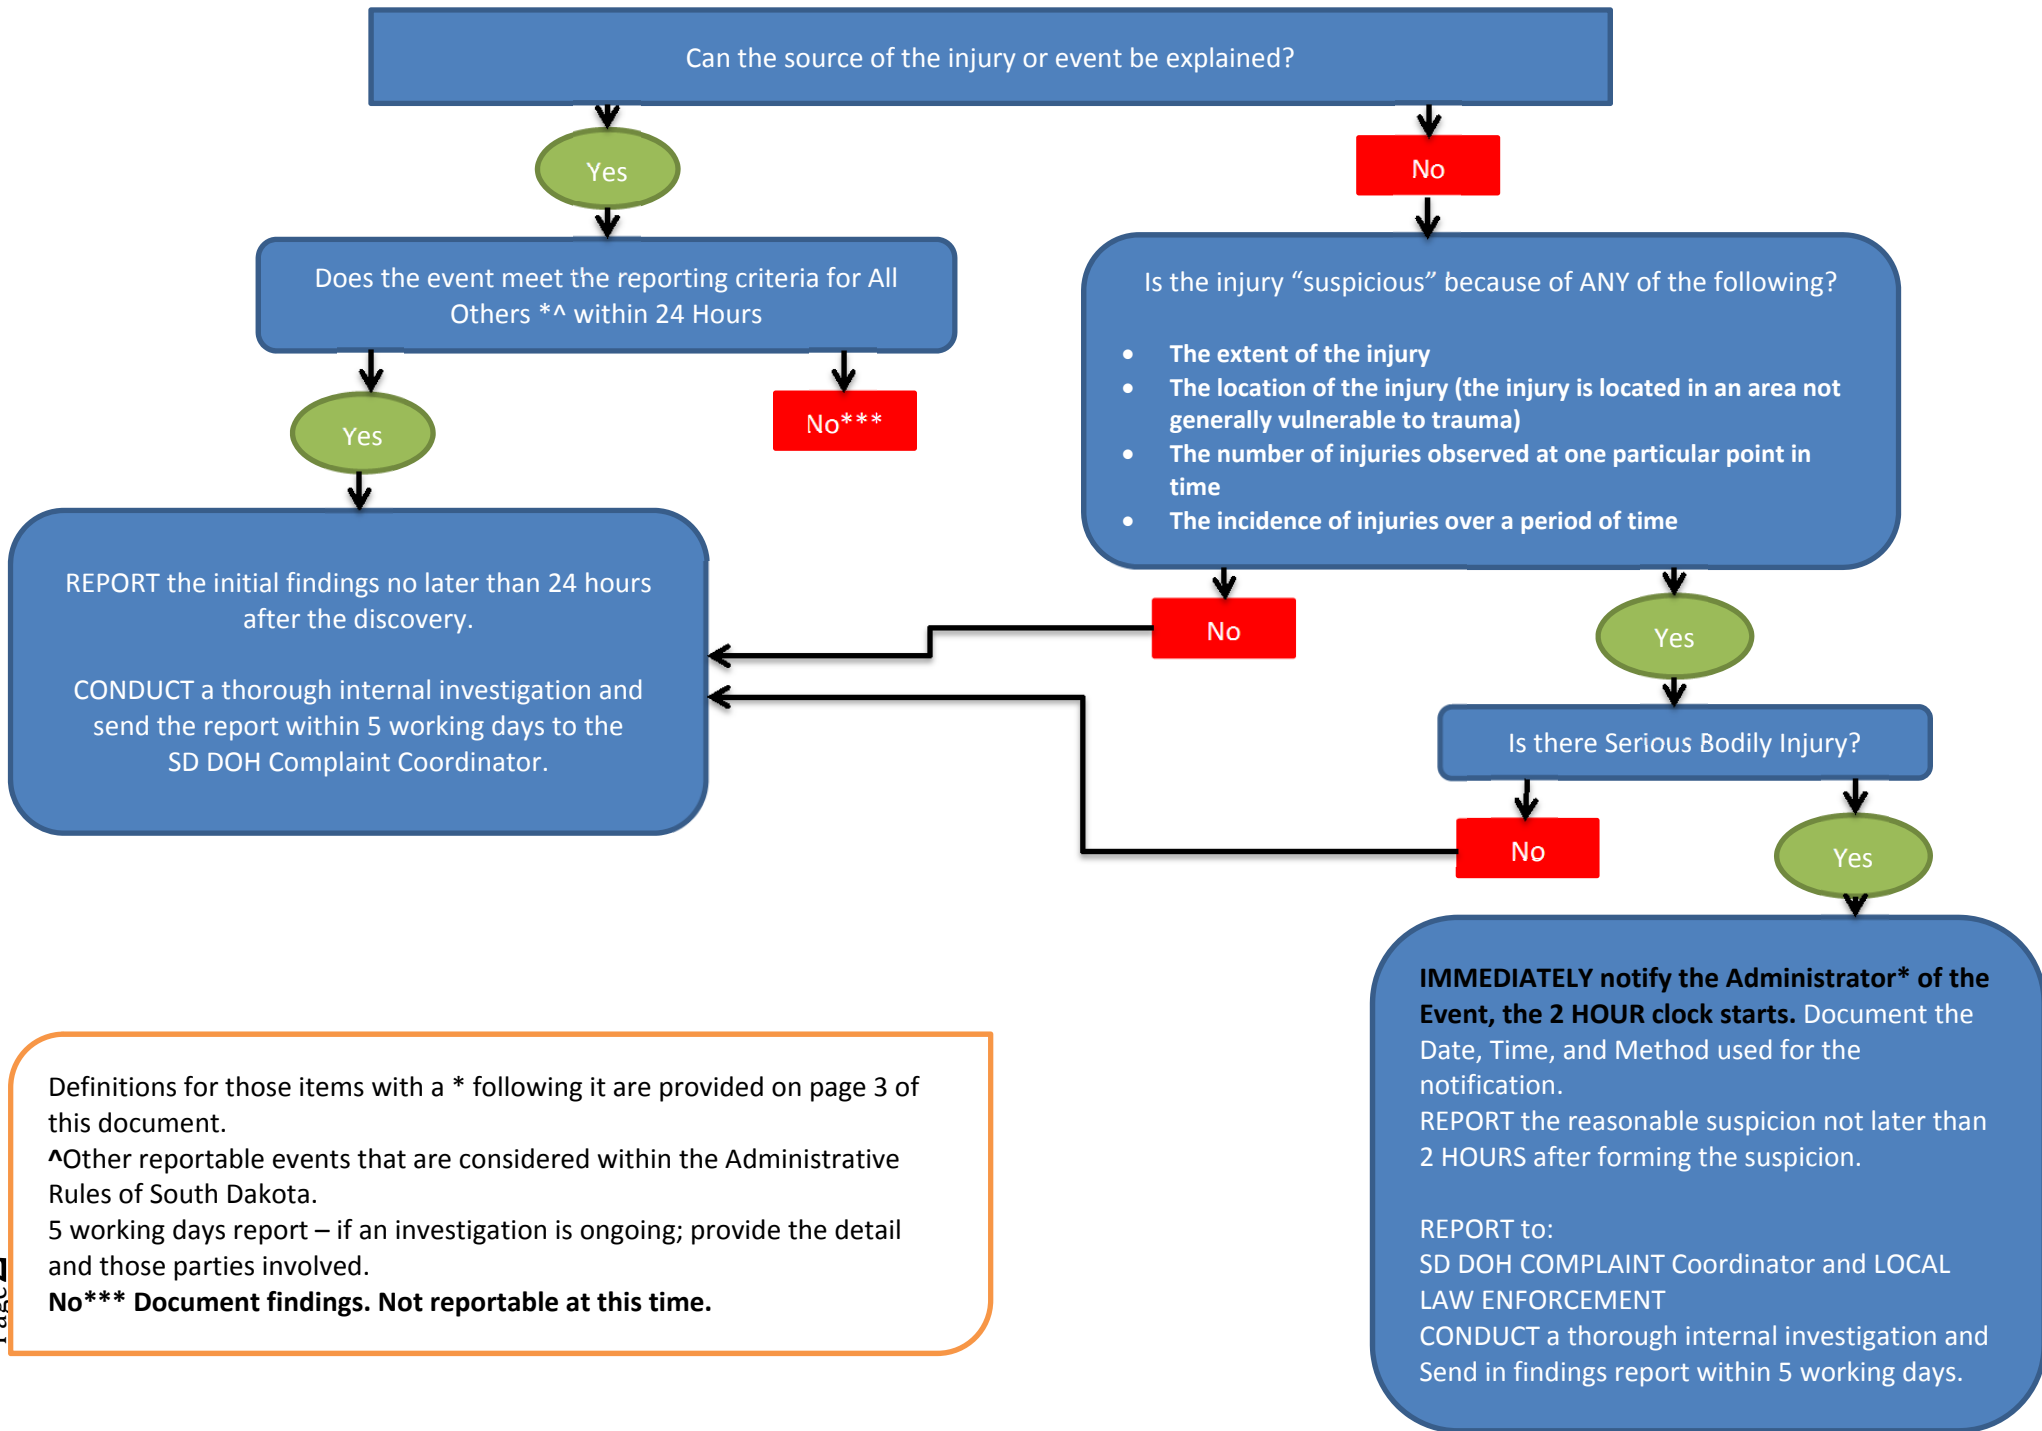 Can the source of the injury or event be explained?
Yes
No
Does the event meet the reporting criteria for All
Others *^ within 24 Hours
Yes
No***
Is the injury “suspicious” because of ANY of the following?
• The extent of the injury
• The location of the injury (the injury is located in an area not
generally vulnerable to trauma)
• The number of injuries observed at one particular point in
time
• The incidence of injuries over a period of time
No
Yes
REPORT the initial findings no later than 24 hours
after the discovery.
CONDUCT a thorough internal investigation and
send the report within 5 working days to the
SD DOH Complaint Coordinator.
Is there Serious Bodily Injury?
No
Yes
IMMEDIATELY notify the Administrator* of the
Event, the 2 HOUR clock starts. Document the
Date, Time, and Method used for the
notification.
REPORT the reasonable suspicion not later than
2 HOURS after forming the suspicion.
REPORT to:
SD DOH COMPLAINT Coordinator and LOCAL
LAW ENFORCEMENT
CONDUCT a thorough internal investigation and
Send in findings report within 5 working days.
Definitions for those items with a * following it are provided on page 3 of
this document.
^Other reportable events that are considered within the Administrative
Rules of South Dakota.
5 working days report – if an investigation is ongoing; provide the detail
and those parties involved.
No*** Document findings. Not reportable at this time.